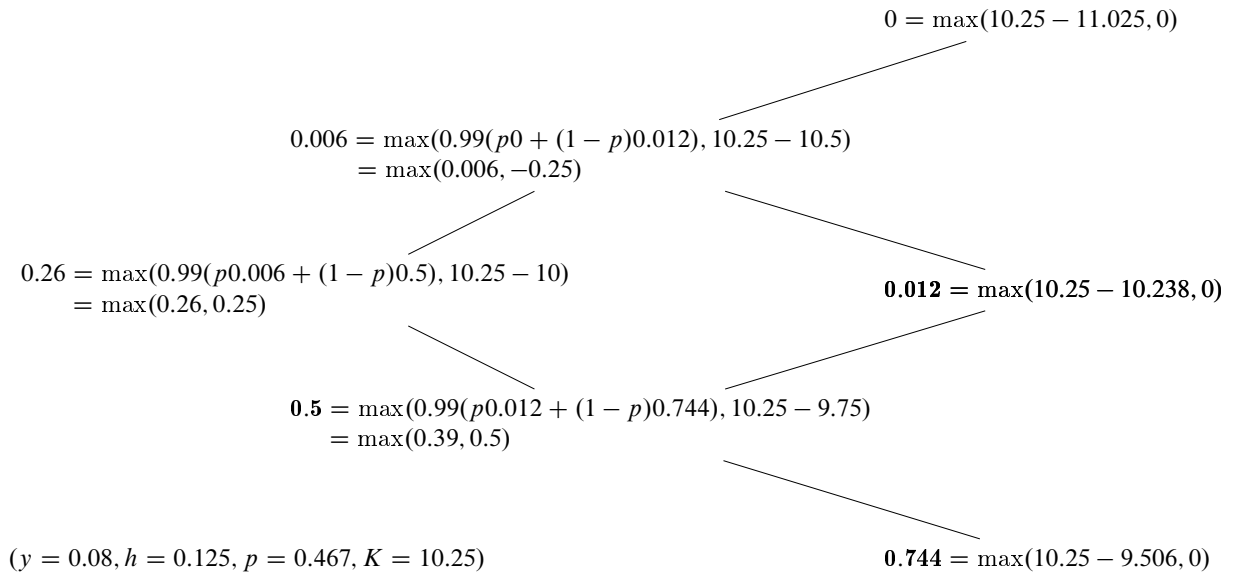 0 = max(10.25 − 11.025, 0)
0.006 = max(0.99(p0 + (1 − p)0.012), 10.25 − 10.5)
= max(0.006, −0.25)
0.26 = max(0.99(p0.006 + (1 − p)0.5), 10.25 − 10)
= max(0.26, 0.25)
0.012 = max(10.25 − 10.238, 0)
0.5 = max(0.99(p0.012 + (1 − p)0.744), 10.25 − 9.75)
= max(0.39, 0.5)
(y = 0.08, h = 0.125, p = 0.467, K = 10.25)
0.744 = max(10.25 − 9.506, 0)